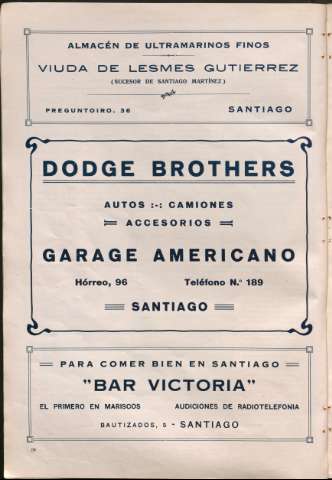 ALMACÉN DE ULTRAMARINOS FINOS
VIUDA DE LESMES GUTIERREZ
(SUCESOR DE SANTIAGO MARTÍNEZ)
PREGUNTOIRO, 36 SANTIAGO
DODGE BROTHERS
AUTOS :-: CAMIONES
ACCESORIOS
GARAGE AMERICANO
Hórreo, 96 Teléfono N.º 189
SANTIAGO
PARA COMER BIEN EN SANTIAGO
"BAR VICTORIA"
EL PRIMERO EN MARISCOS AUDICIONES DE RADIOTELEFONIA
BAUTIZADOS, 5 - SANTIAGO